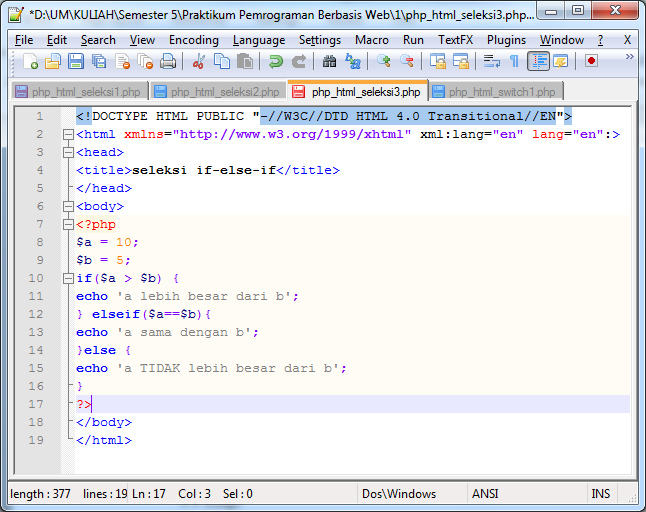 *D:\UM\KULIAH\Semester 5\Praktikum Pemrograman Berbasis Web\1\php_html_seleksi3.php...
File Edit Search View Encoding Language Settings Macro Run TextFX Plugins Window ? X
php_html_seleksi1.php php_html_seleksi2.php php_html_seleksi3.php php_html_switch1.php
1 <!DOCTYPE HTML PUBLIC "-//W3C//DTD HTML 4.0 Transitional//EN">
2 <html xmlns="http://www.w3.org/1999/xhtml" xml:lang="en" lang="en":>
3 <head>
4 <title>seleksi if-else-if</title>
5 </head>
6 <body>
7 <?php
8 $a = 10;
9 $b = 5;
10 if($a > $b) {
11 echo 'a lebih besar dari b';
12 } elseif($a==$b){
13 echo 'a sama dengan b';
14 }else {
15 echo 'a TIDAK lebih besar dari b';
16 }
17 ?>
18 </body>
19 </html>
length : 377 lines : 19 Ln : 17 Col : 3 Sel : 0 Dos\Windows ANSI INS